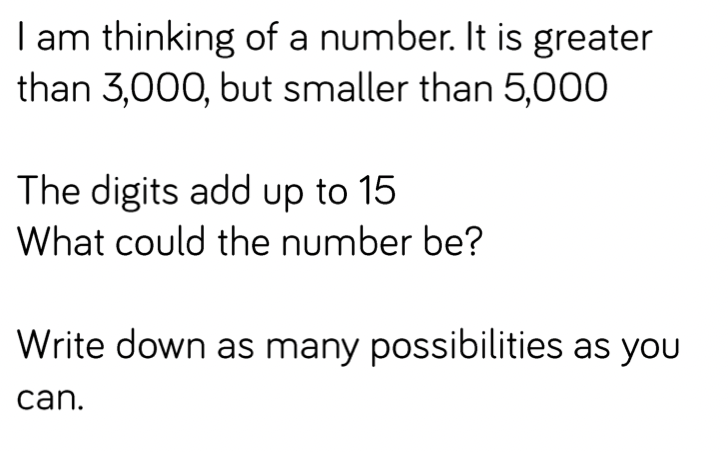 I am thinking of a number. It is greater
than 3,000, but smaller than 5,000
The digits add up to 15
What could the number be?
Write down as many possibilities as you
can.